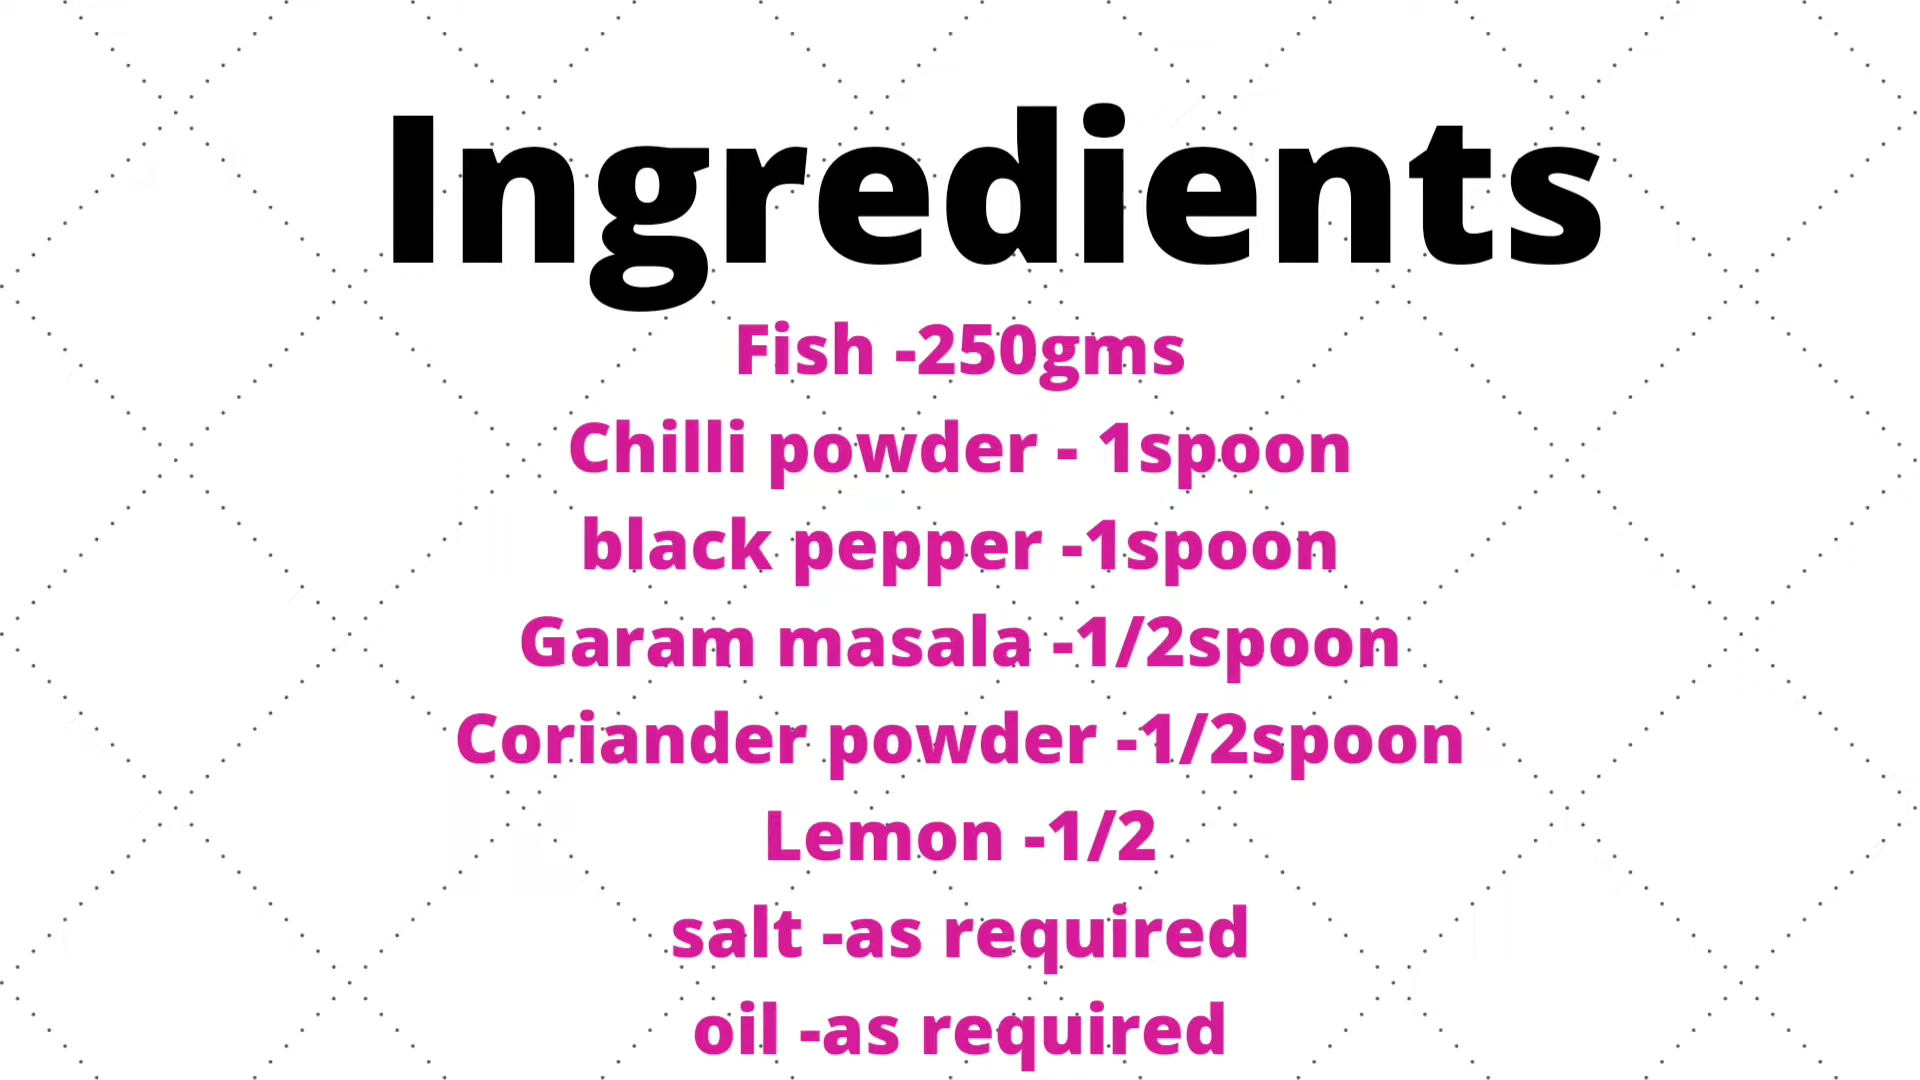 Ingredients
Fish -250gms
Chilli powder - 1spoon
black pepper -1spoon
Garam masala -1/2spoon
Coriander powder -1/2spoon
Lemon -1/2
salt -as required
oil -as required